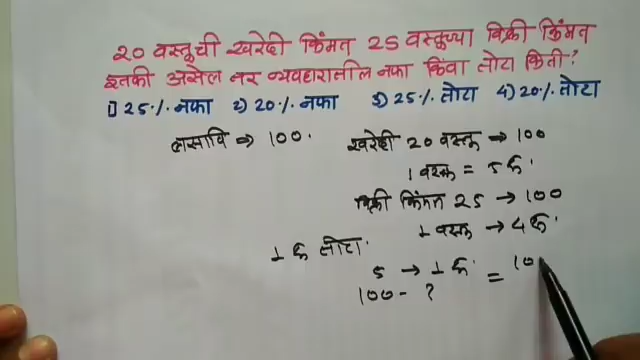 20 वस्तूची खरेदी किंमत 25 वस्तूच्या विक्री किंमत
इतकी असेल तर व्यवहारातील नफा किंवा तोटा किती?
1) 25% नफा 2) 20% नफा 3) 25% तोटा 4) 20% तोटा
लसावि ⇒ 100.
खरेदी 20 वस्तू → 100
1 वस्तू = 5 रु.
विक्री किंमत 25 → 100
1 वस्तू → 4 रु.
1 रु तोटा.
5 → 1 रु.
100 - ?
= 10